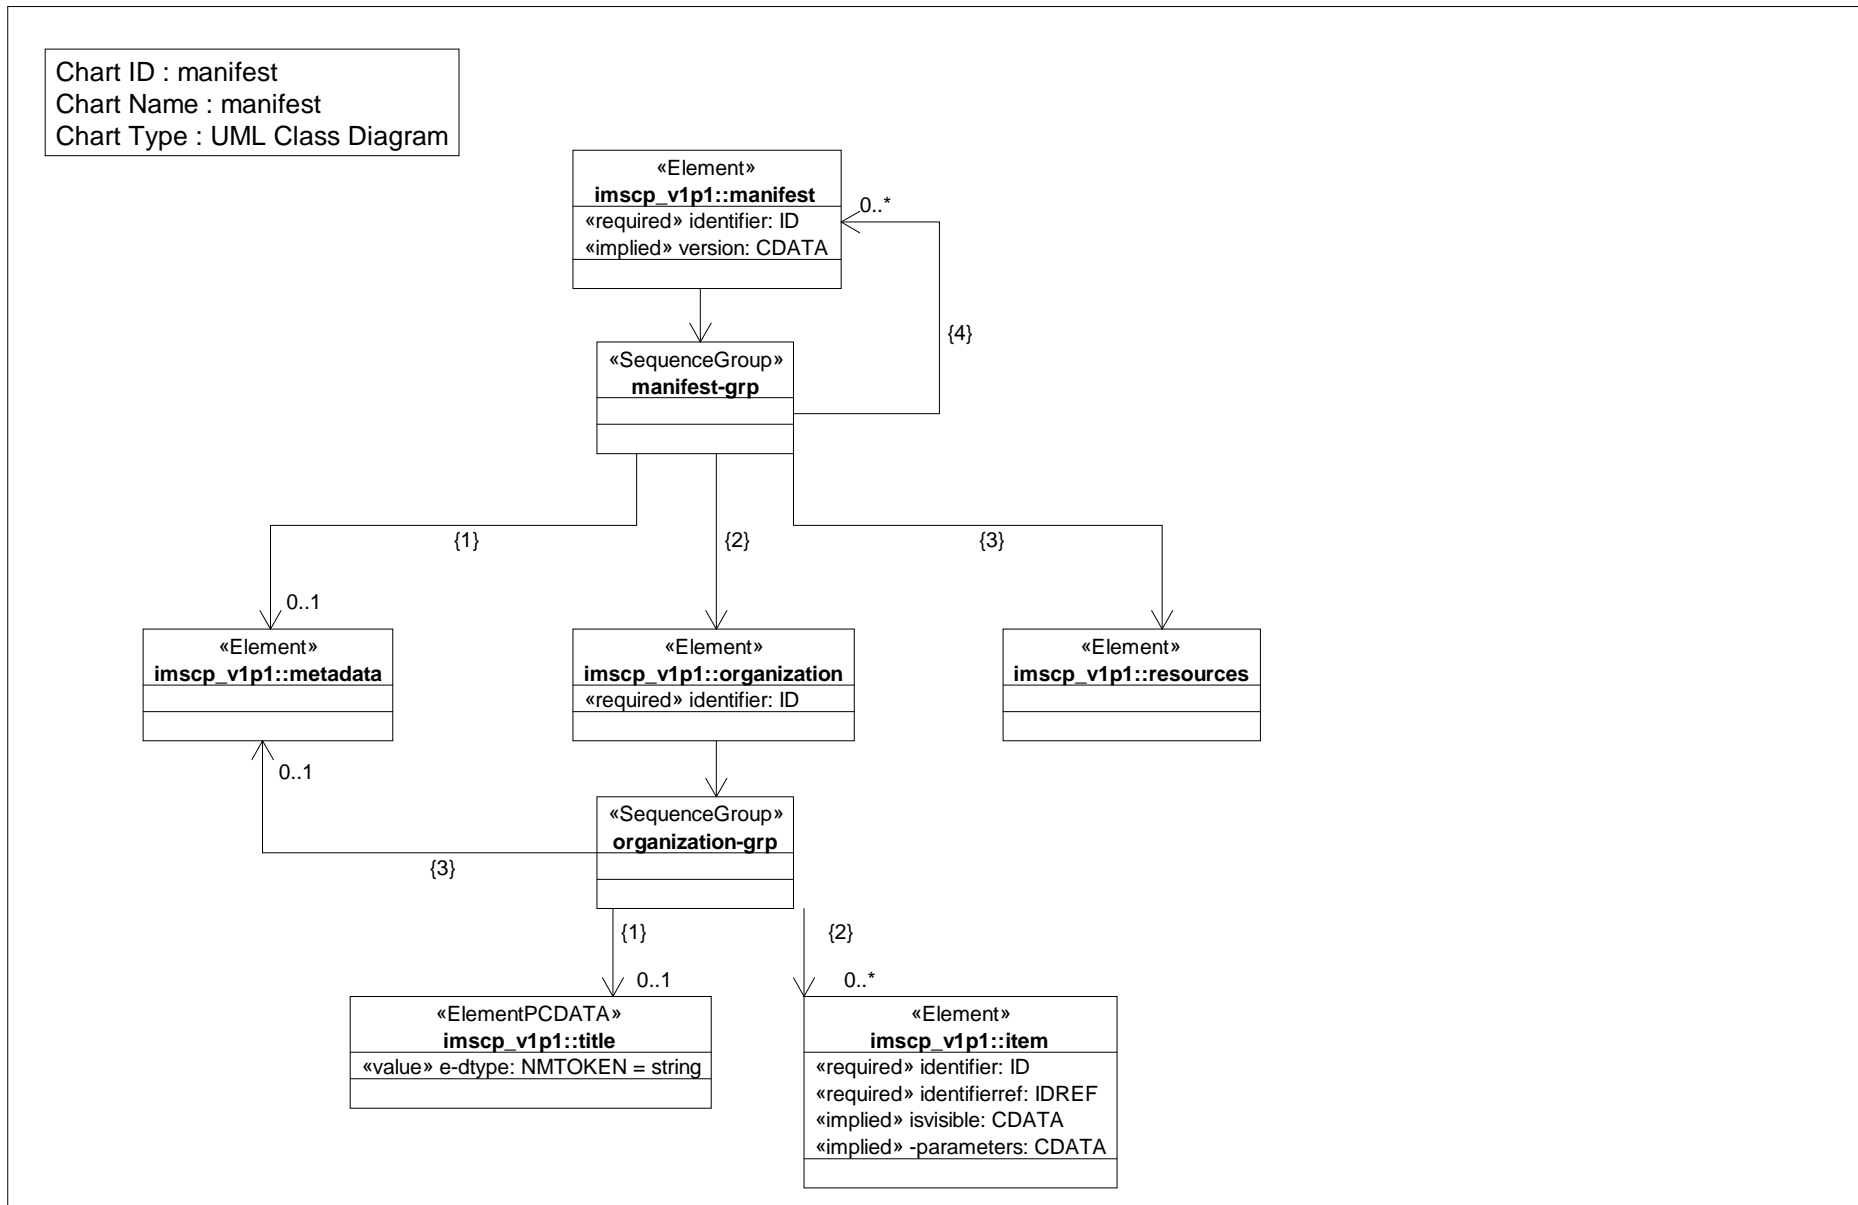 Chart ID : manifest
Chart Name : manifest
Chart Type : UML Class Diagram
«Element»
imscp_v1p1::manifest
«required» identifier: ID
«implied» version: CDATA
0..*
{4}
«SequenceGroup»
manifest-grp
{1}
{2}
{3}
0..1
«Element»
imscp_v1p1::metadata
«Element»
imscp_v1p1::organization
«required» identifier: ID
«Element»
imscp_v1p1::resources
0..1
«SequenceGroup»
organization-grp
{3}
{1}
{2}
0..1
0..*
«ElementPCDATA»
imscp_v1p1::title
«value» e-dtype: NMTOKEN = string
«Element»
imscp_v1p1::item
«required» identifier: ID
«required» identifierref: IDREF
«implied» isvisible: CDATA
«implied» -parameters: CDATA